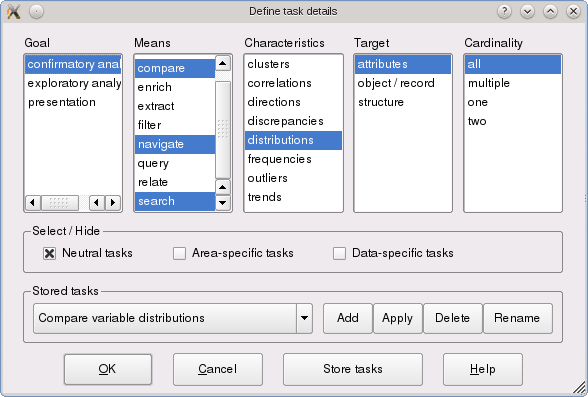 Define task details
Goal
Means
Characteristics
Target
Cardinality
confirmatory anal
exploratory analy
presentation
compare
enrich
extract
filter
navigate
query
relate
search
clusters
correlations
directions
discrepancies
distributions
frequencies
outliers
trends
attributes
object / record
structure
all
multiple
one
two
Select / Hide
Neutral tasks
Area-specific tasks
Data-specific tasks
Stored tasks
Compare variable distributions
Add
Apply
Delete
Rename
OK
Cancel
Store tasks
Help